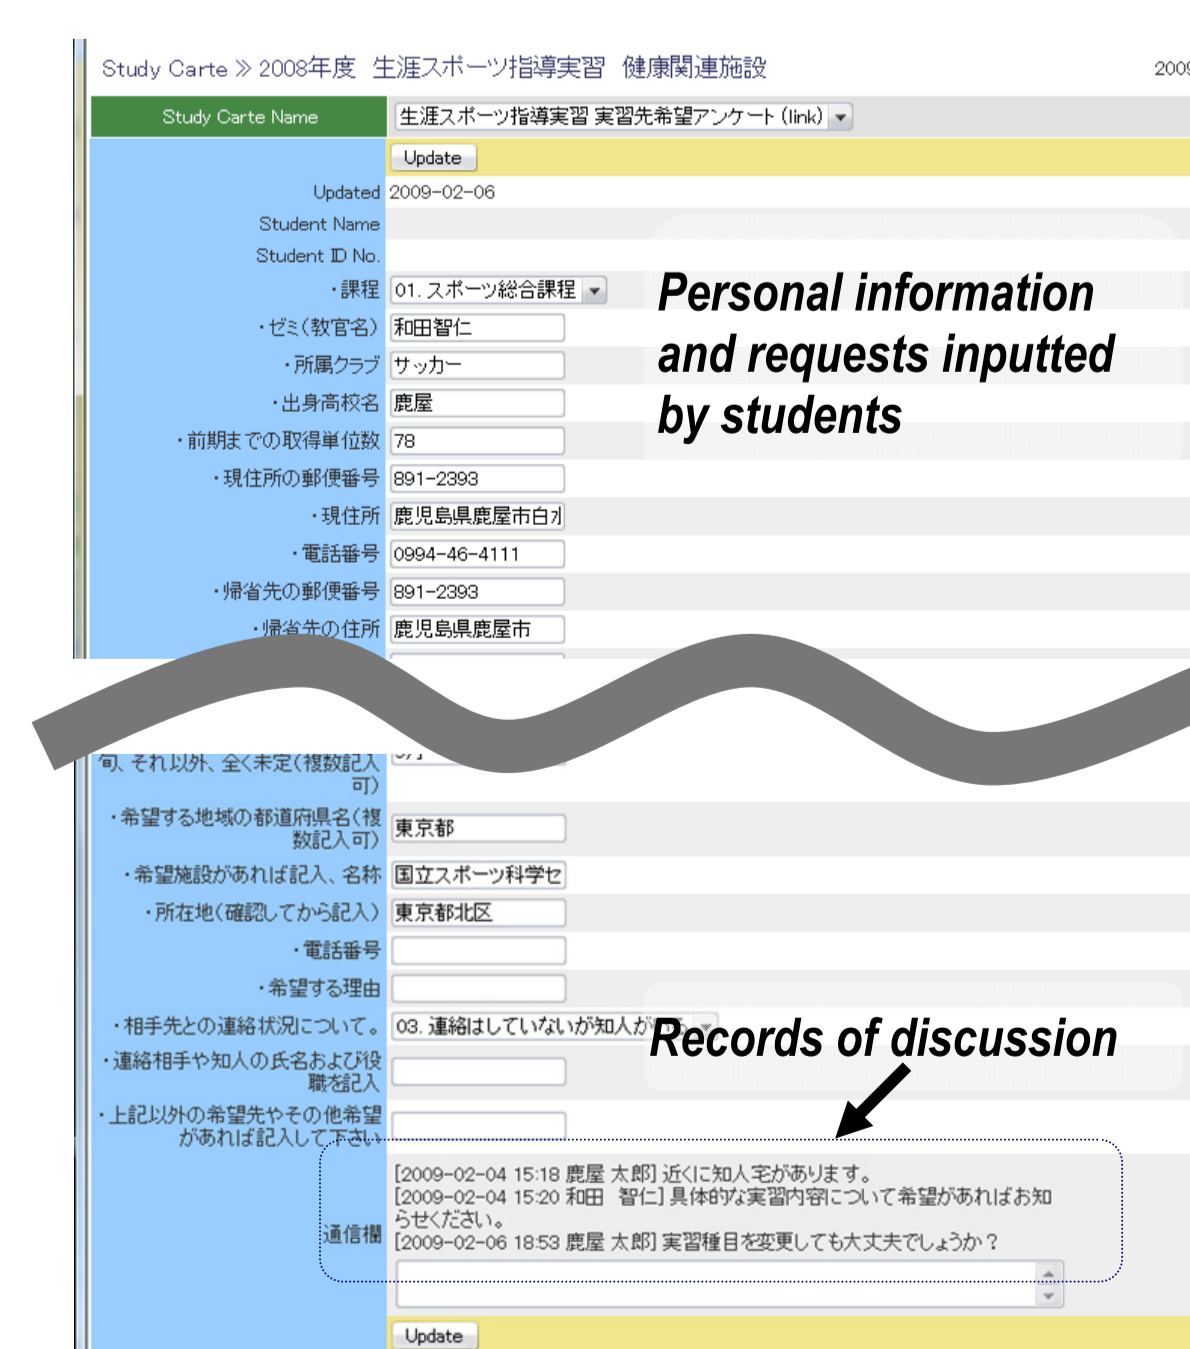 Study Carte ≫ 2008年度 生涯スポーツ指導実習 健康関連施設
Study Carte Name 生涯スポーツ指導実習 実習先希望アンケート (link)
Update
Updated 2009-02-06
Student Name
Student ID No.
・課程 01. スポーツ総合課程
・ゼミ(教官名) 和田智仁
・所属クラブ サッカー
・出身高校名 鹿屋
・前期までの取得単位数 78
・現住所の郵便番号 891-2393
・現住所 鹿児島県鹿屋市白水
・電話番号 0994-46-4111
・帰省先の郵便番号 891-2393
・帰省先の住所 鹿児島県鹿屋市
Personal information
and requests inputted
by students
旬、それ以外、全く未定(複数記入
可)
・希望する地域の都道府県名(複
数記入可) 東京都
・希望施設があれば記入、名称 国立スポーツ科学セ
・所在地(確認してから記入) 東京都北区
・電話番号
・希望する理由
・相手先との連絡状況について。 03. 連絡はしていないが知人が
・連絡相手や知人の氏名および役
職を記入
・上記以外の希望先やその他希望
があれば記入して下さい
Records of discussion
通信欄
[2009-02-04 15:18 鹿屋 太郎] 近くに知人宅があります。
[2009-02-04 15:20 和田 智仁] 具体的な実習内容について希望があればお知
らせください。
[2009-02-06 18:53 鹿屋 太郎] 実習種目を変更しても大丈夫でしょうか？
Update